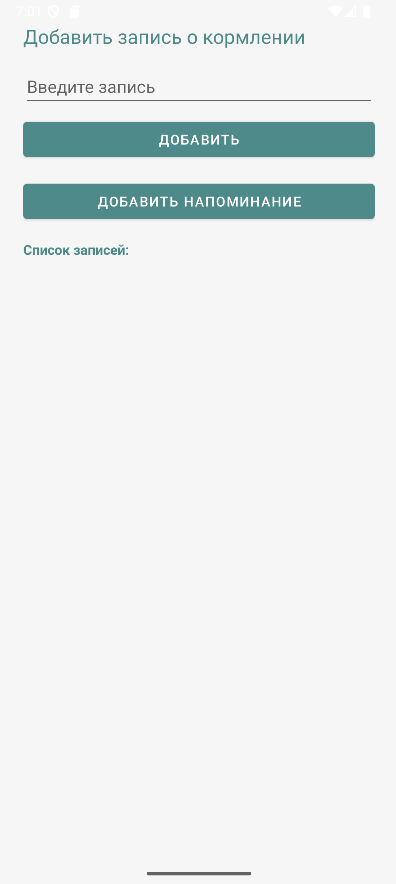 7:01
Добавить запись о кормлении
Введите запись
ДОБАВИТЬ
ДОБАВИТЬ НАПОМИНАНИЕ
Список записей: